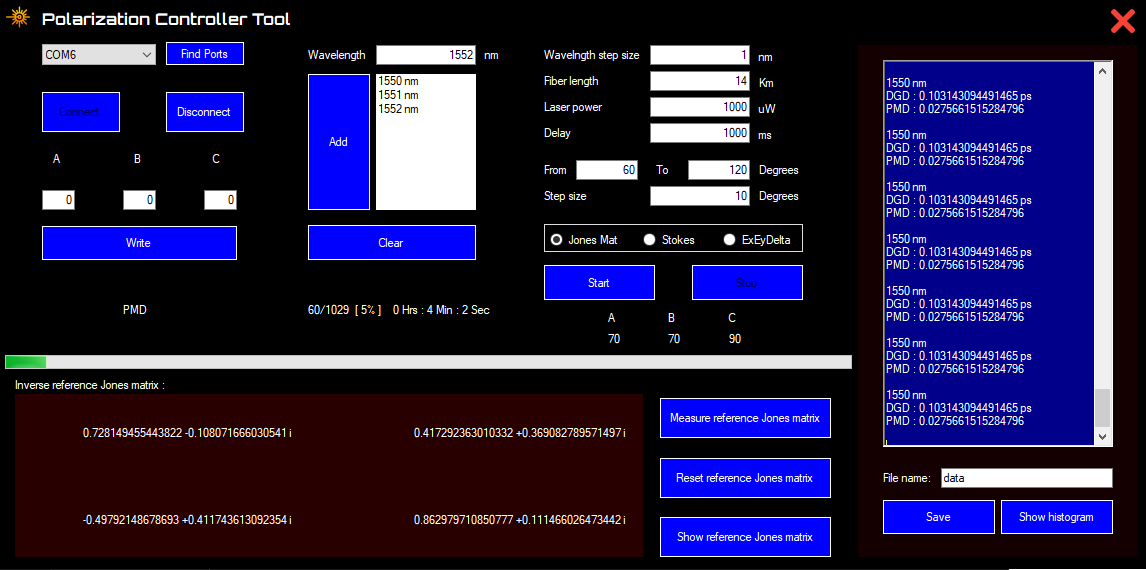 Polarization Controller Tool
COM6
Find Ports
Connect
Disconnect
A B C
0 0 0
Write
PMD
Wavelength 1552 nm
Add
1550 nm
1551 nm
1552 nm
Clear
60/1029 [ 5% ] 0 Hrs : 4 Min : 2 Sec
Wavelngth step size 1 nm
Fiber length 14 Km
Laser power 1000 uW
Delay 1000 ms
From 60 To 120 Degrees
Step size 10 Degrees
Jones Mat Stokes ExEyDelta
Start Stop
A B C
70 70 90
Inverse reference Jones matrix :
0.728149455443822 -0.108071666030541 i 0.417292363010332 +0.369082789571497 i
-0.49792148678693 +0.411743613092354 i 0.862979710850777 +0.111466026473442 i
Measure reference Jones matrix
Reset reference Jones matrix
Show reference Jones matrix
1550 nm
DGD : 0.103143094491465 ps
PMD : 0.0275661515284796
1550 nm
DGD : 0.103143094491465 ps
PMD : 0.0275661515284796
1550 nm
DGD : 0.103143094491465 ps
PMD : 0.0275661515284796
1550 nm
DGD : 0.103143094491465 ps
PMD : 0.0275661515284796
1550 nm
DGD : 0.103143094491465 ps
PMD : 0.0275661515284796
1550 nm
DGD : 0.103143094491465 ps
PMD : 0.0275661515284796
1550 nm
DGD : 0.103143094491465 ps
PMD : 0.0275661515284796
File name: data
Save Show histogram